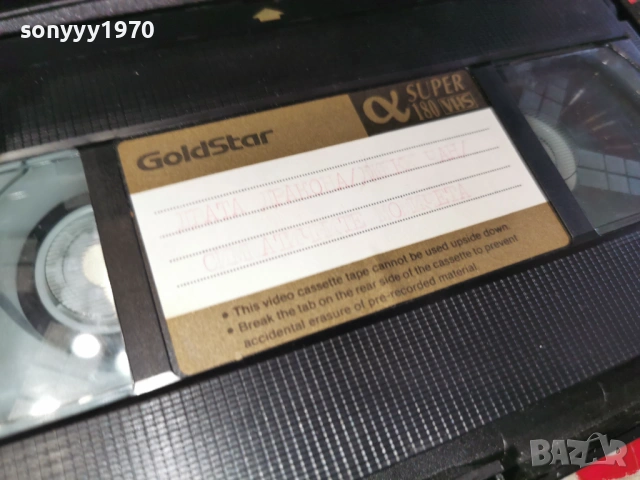 sonyyy1970
GoldStar
α SUPER
180 VHS
• This video cassette tape cannot be used upside down.
• Break the tab on the rear side of the cassette to prevent
accidental erasure of pre-recorded material.
BAZAR